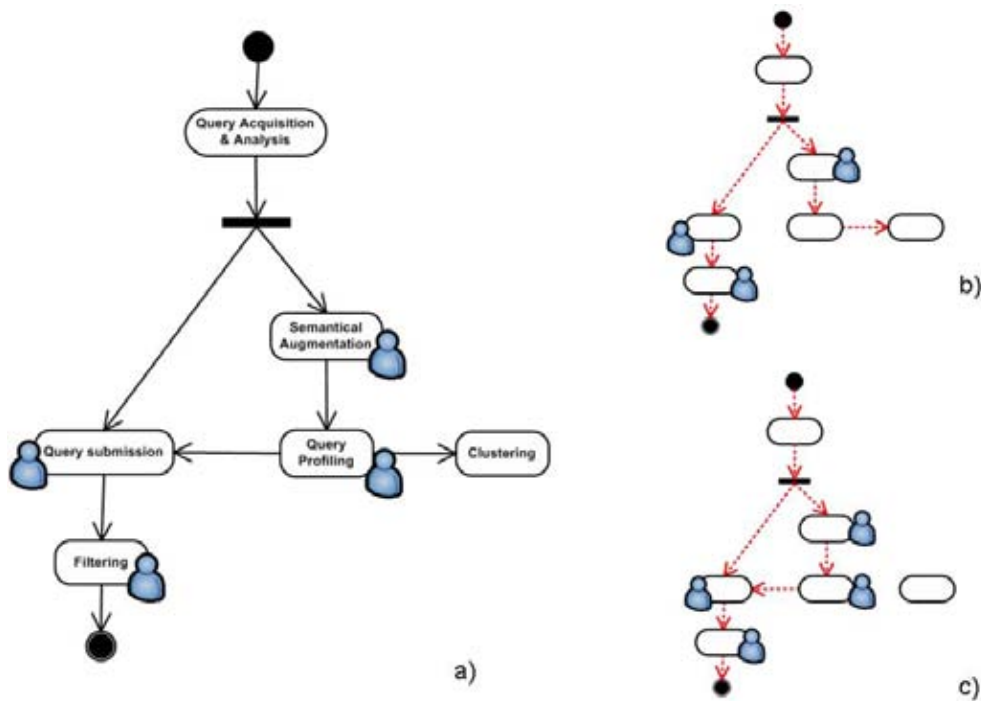 Query Acquisition
& Analysis
Semantical
Augmentation
Query submission
Query
Profiling
Clustering
Filtering
a)
b)
c)